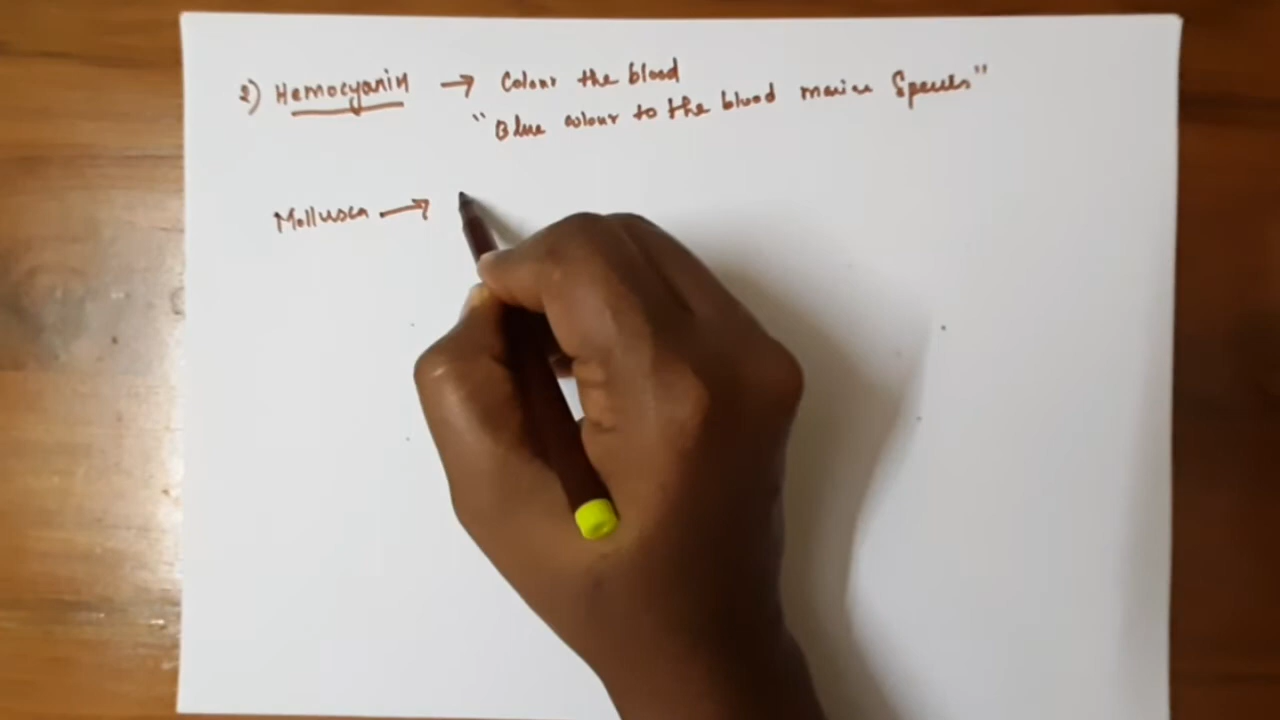 2) Hemocyanin → Colour the blood
"Blue colour to the blood marine Species"
Mollusca →